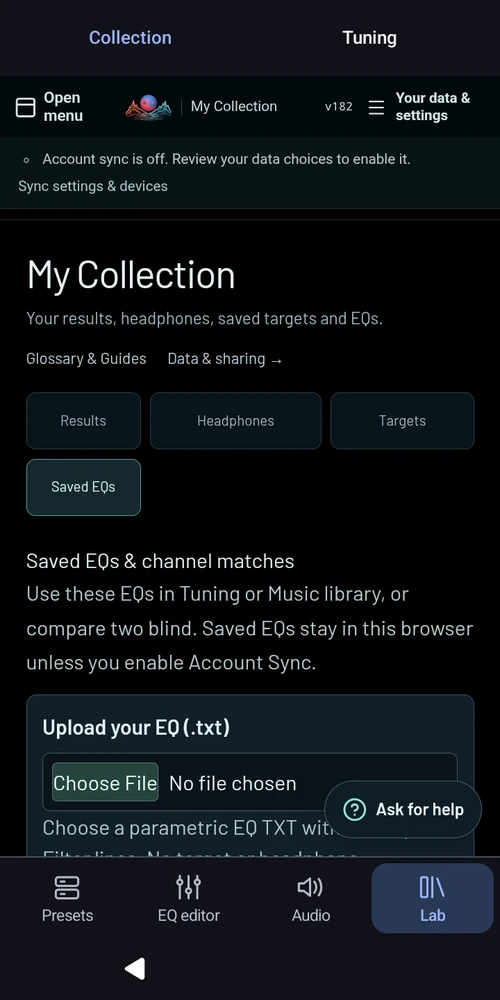 Collection
Tuning
Open menu
My Collection
v182
Your data & settings
Account sync is off. Review your data choices to enable it.
Sync settings & devices
My Collection
Your results, headphones, saved targets and EQs.
Glossary & Guides
Data & sharing →
Results
Headphones
Targets
Saved EQs
Saved EQs & channel matches
Use these EQs in Tuning or Music library, or
compare two blind. Saved EQs stay in this browser
unless you enable Account Sync.
Upload your EQ (.txt)
Choose File No file chosen
Ask for help
Choose a parametric EQ TXT with
Presets
EQ editor
Audio
Lab